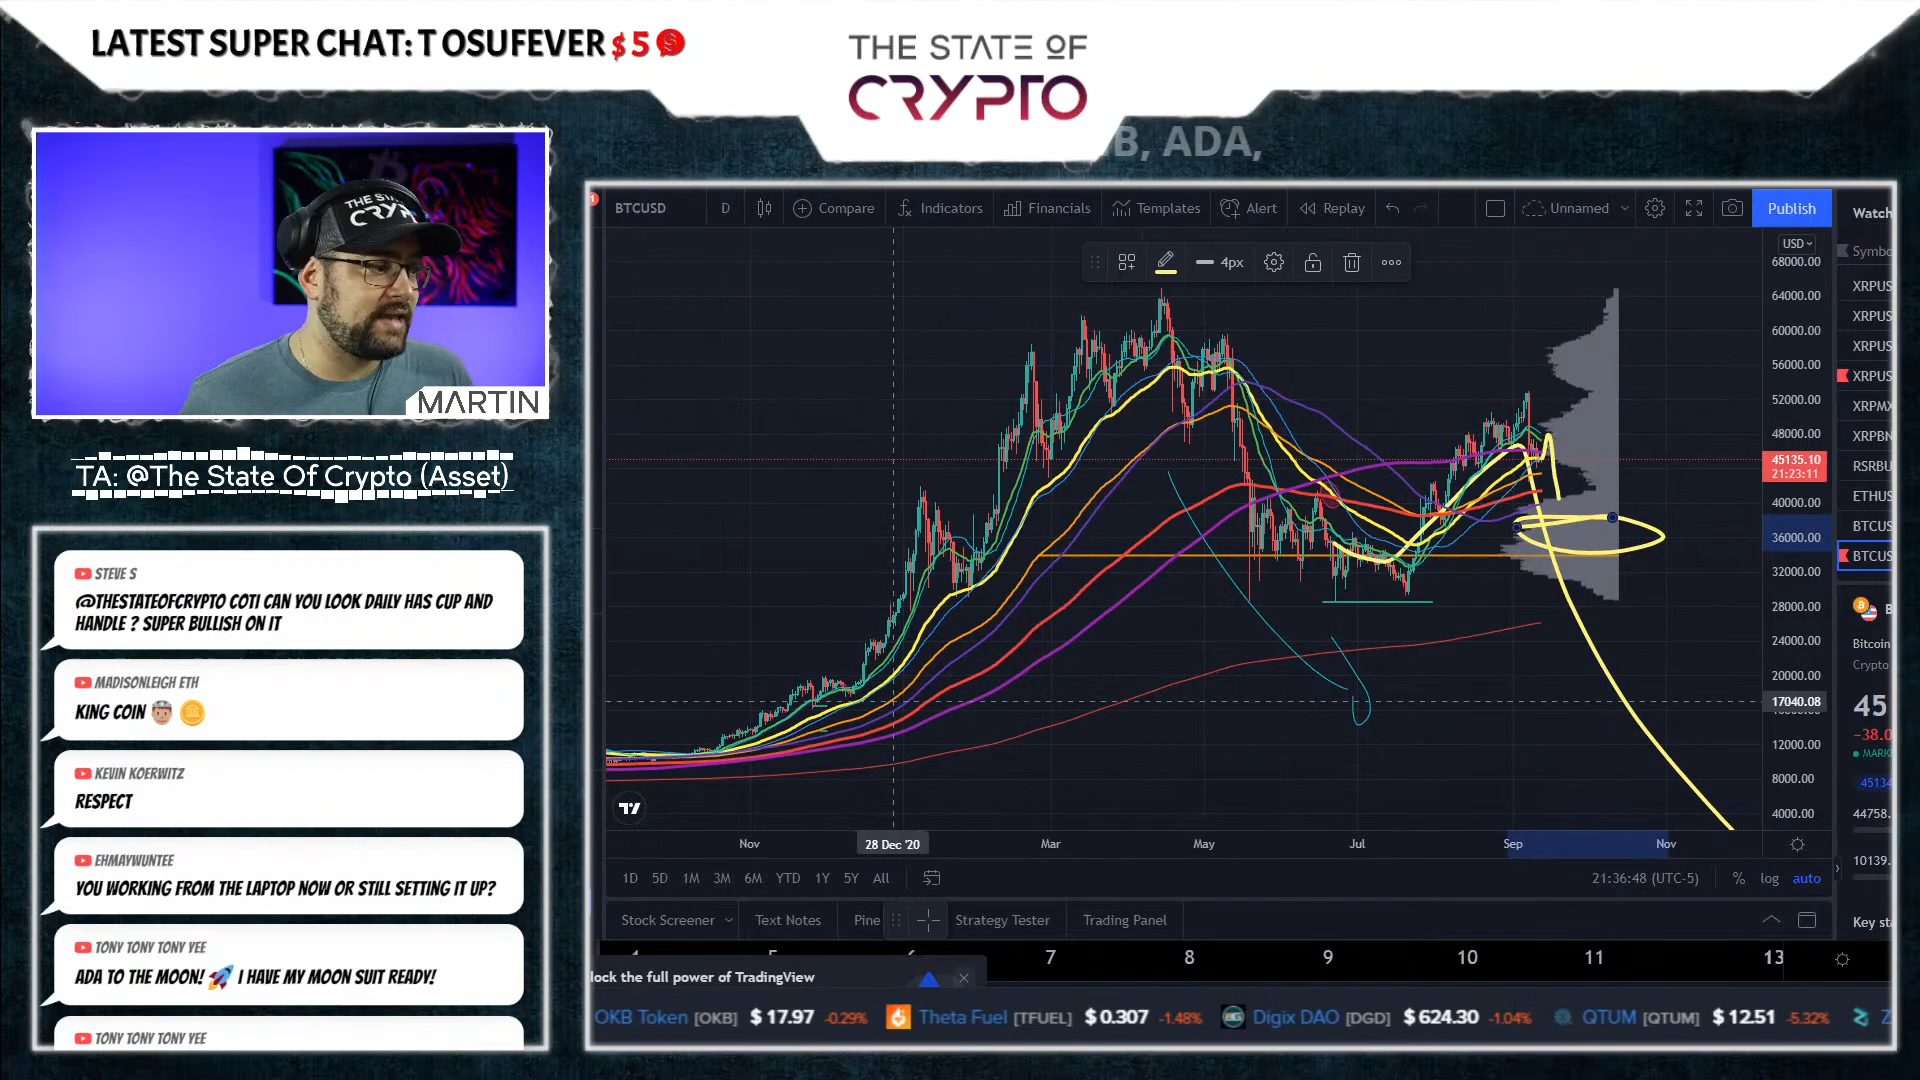 LATEST SUPER CHAT: T OSUFEVER $5
THE STATE OF
CRYPTO
B, ADA,
THE S
CRYP
MARTIN
TA: @The State Of Crypto (Asset)
STEVE S
@THESTATEOFCRYPTO COTI CAN YOU LOOK DAILY HAS CUP AND
HANDLE ? SUPER BULLISH ON IT
MADISONLEIGH ETH
KING COIN
KEVIN KOERWITZ
RESPECT
EHMAYWUNTEE
YOU WORKING FROM THE LAPTOP NOW OR STILL SETTING IT UP?
TONY TONY TONY YEE
ADA TO THE MOON! 🚀 I HAVE MY MOON SUIT READY!
TONY TONY TONY YEE
1
BTCUSD D Compare Indicators Financials Templates Alert Replay Unnamed Publish
4px
USD
68000.00
64000.00
60000.00
56000.00
52000.00
48000.00
45135.10
21:23:11
40000.00
36000.00
32000.00
28000.00
24000.00
20000.00
17040.08
12000.00
8000.00
4000.00
Nov 28 Dec '20 Mar May Jul Sep Nov
1D 5D 1M 3M 6M YTD 1Y 5Y All 21:36:48 (UTC-5) % log auto
Stock Screener Text Notes Pine Strategy Tester Trading Panel
7 8 9 10 11 13
lock the full power of TradingView
Watch
Symbo
XRPUS
XRPUS
XRPUS
XRPUS
XRPMX
XRPBN
RSRBU
ETHUS
BTCUS
BTCUS
B
Bitcoin
Crypto
45
-38.0
MARK
45134
44758.
10139.
Key sta
OKB Token [OKB] $ 17.97 -0.29% Theta Fuel [TFUEL] $ 0.307 -1.48% Digix DAO [DGD] $ 624.30 -1.04% QTUM [QTUM] $ 12.51 -5.32% Z